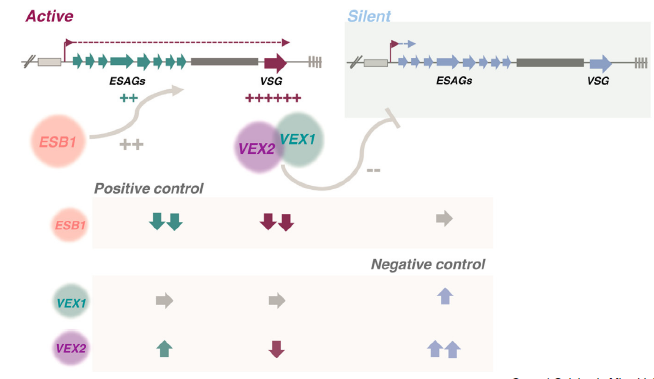 Active
Silent
ESAGs
VSG
ESAGs
VSG
++
++++++
ESB1
++
VEX2
VEX1
--
Positive control
ESB1
Negative control
VEX1
VEX2